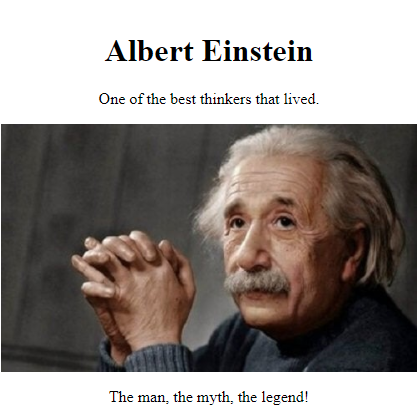 Albert Einstein
One of the best thinkers that lived.
The man, the myth, the legend!